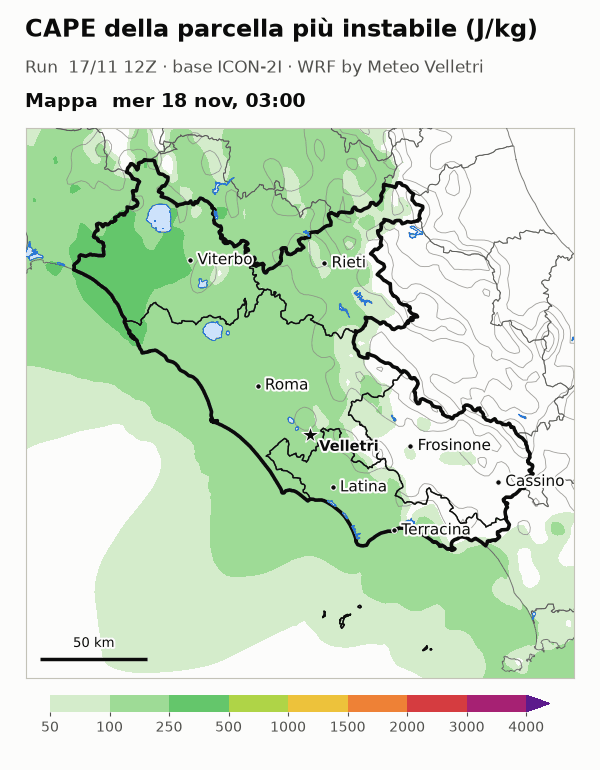 CAPE della parcella più instabile (J/kg)
Run  17/11 12Z · base ICON-2I · WRF by Meteo Velletri
Mappa  mer 18 nov, 03:00
Viterbo
Rieti
Roma
Velletri
Frosinone
Latina
Cassino
Terracina
50 km
50 100 250 500 1000 1500 2000 3000 4000